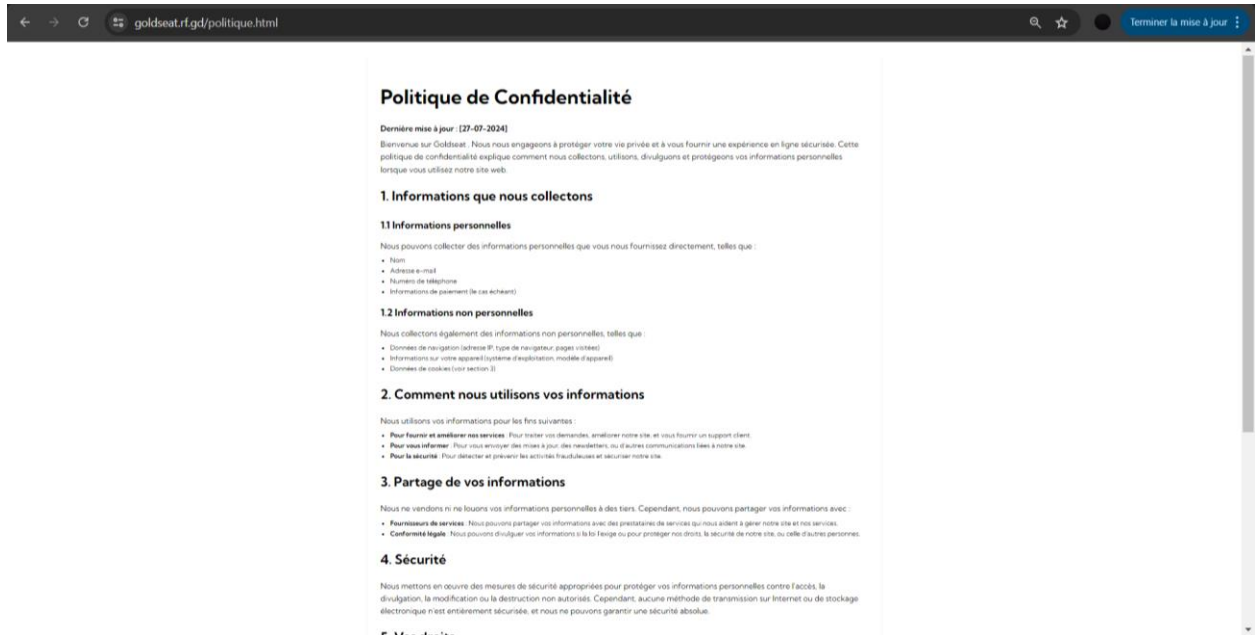 goldseat.rf.gd/politique.html
Terminer la mise à jour
Politique de Confidentialité
Dernière mise à jour : [27-07-2024]
Bienvenue sur Goldseat . Nous nous engageons à protéger votre vie privée et à vous fournir une expérience en ligne sécurisée. Cette
politique de confidentialité explique comment nous collectons, utilisons, divulguons et protégeons vos informations personnelles
lorsque vous utilisez notre site web.
1. Informations que nous collectons
1.1 Informations personnelles
Nous pouvons collecter des informations personnelles que vous nous fournissez directement, telles que :
• Nom
• Adresse e-mail
• Numéro de téléphone
• Informations de paiement (le cas échéant)
1.2 Informations non personnelles
Nous collectons également des informations non personnelles, telles que :
• Données de navigation (adresse IP, type de navigateur, pages visitées)
• Informations sur votre appareil (système d'exploitation, modèle d'appareil)
• Données de cookies (voir section 3)
2. Comment nous utilisons vos informations
Nous utilisons vos informations pour les fins suivantes :
• Pour fournir et améliorer nos services : Pour traiter vos demandes, améliorer notre site, et vous fournir un support client.
• Pour vous informer : Pour vous envoyer des mises à jour, des newsletters, ou d'autres communications liées à notre site.
• Pour la sécurité : Pour détecter et prévenir les activités frauduleuses et sécuriser notre site.
3. Partage de vos informations
Nous ne vendons ni ne louons vos informations personnelles à des tiers. Cependant, nous pouvons partager vos informations avec :
• Fournisseurs de services : Nous pouvons partager vos informations avec des prestataires de services qui nous aident à gérer notre site et nos services.
• Conformité légale : Nous pouvons divulguer vos informations si la loi l'exige ou pour protéger nos droits, la sécurité de notre site, ou celle d'autres personnes.
4. Sécurité
Nous mettons en œuvre des mesures de sécurité appropriées pour protéger vos informations personnelles contre l'accès, la
divulgation, la modification ou la destruction non autorisés. Cependant, aucune méthode de transmission sur Internet ou de stockage
électronique n'est entièrement sécurisée, et nous ne pouvons garantir une sécurité absolue.
5. Vos droits